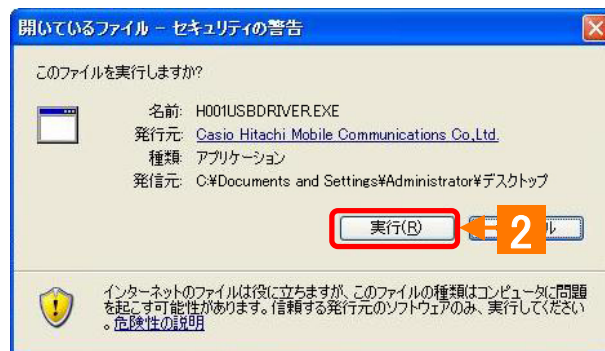 開いているファイル - セキュリティの警告
このファイルを実行しますか?
名前: H001USBDRIVER.EXE
発行元: Casio Hitachi Mobile Communications Co,Ltd.
種類: アプリケーション
発信元: C:¥Documents and Settings¥Administrator¥デスクトップ
実行(R) 2 ル
インターネットのファイルは役に立ちますが、このファイルの種類はコンピュータに問題
を起こす可能性があります。信頼する発行元のソフトウェアのみ、実行してください
。危険性の説明